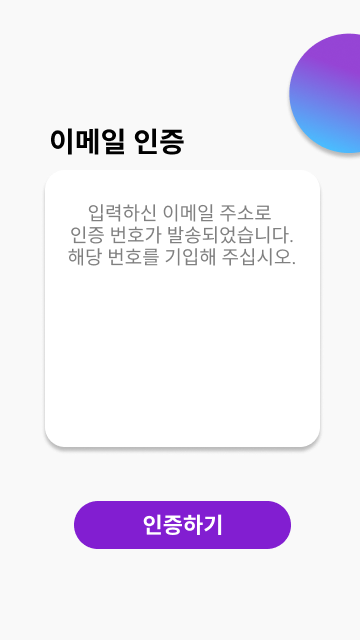 이메일 인증
입력하신 이메일 주소로
인증 번호가 발송되었습니다.
해당 번호를 기입해 주십시오.
인증하기